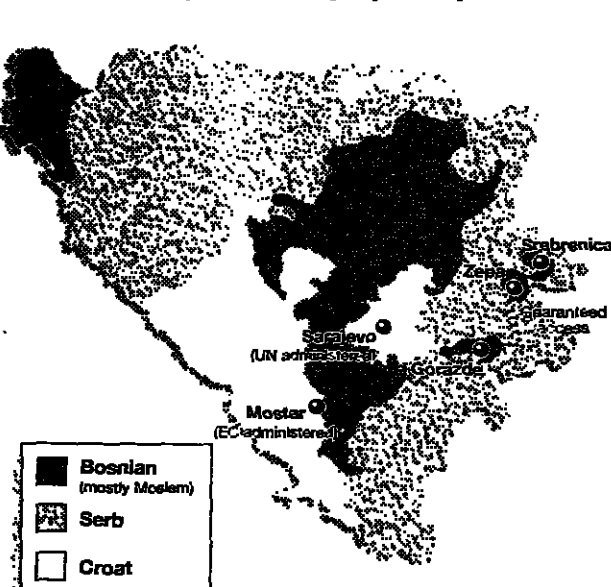 Srebrenica
Zepa
Guaranteed
access
Sarajevo
(UN administered)
Gorazde
Mostar
(EC administered)
Bosnian
(mostly Moslem)
Serb
Croat